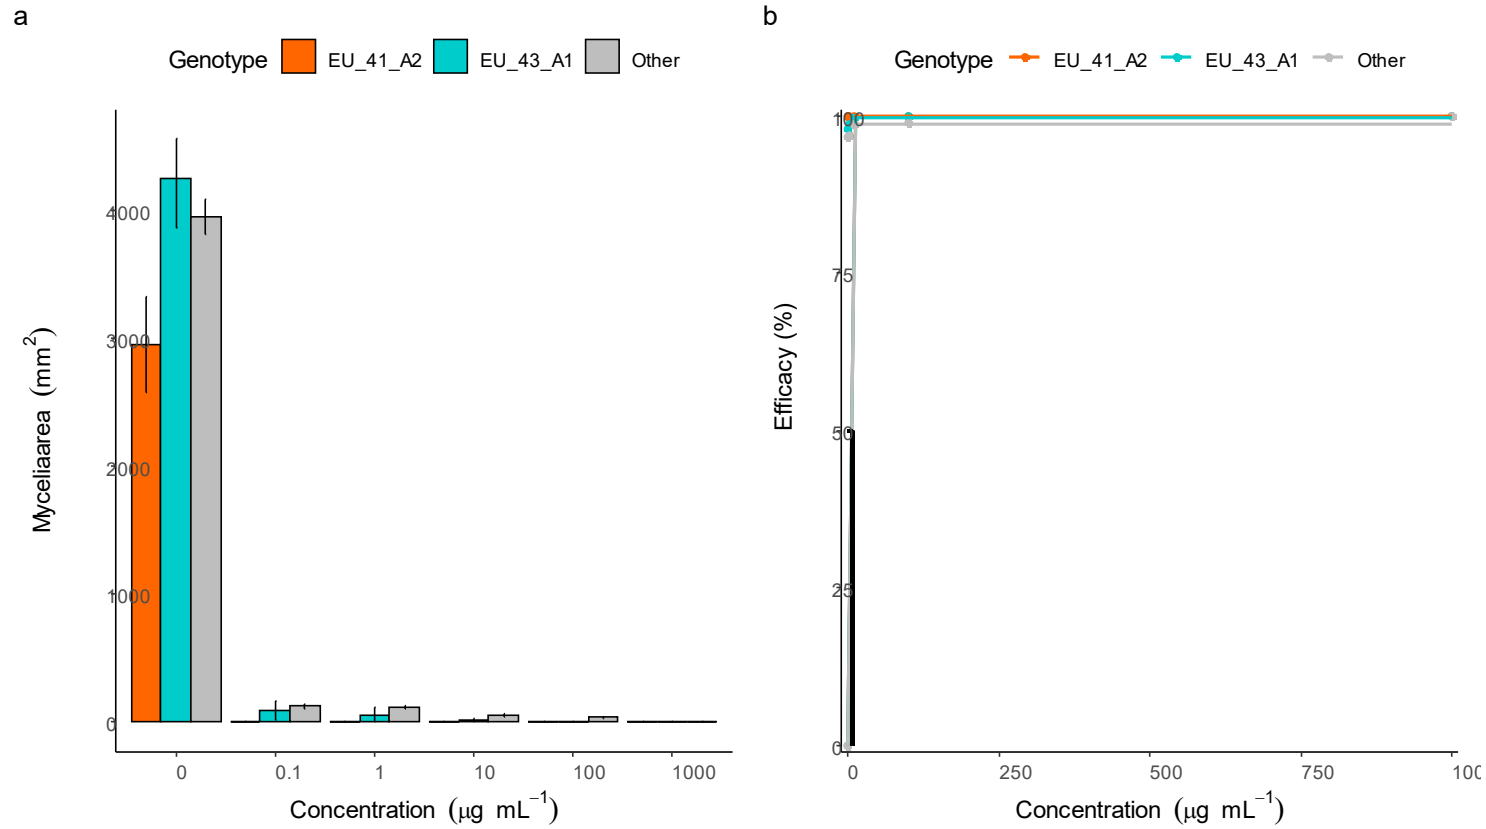 a
Genotype EU_41_A2 EU_43_A1 Other
4000
3000
2000
1000
0
Myceliaarea (mm²)
0 0.1 1 10 100 1000
Concentration (μg mL⁻¹)
b
Genotype EU_41_A2 EU_43_A1 Other
100
75
50
25
0
Efficacy (%)
0 250 500 750 100
Concentration (μg mL⁻¹)